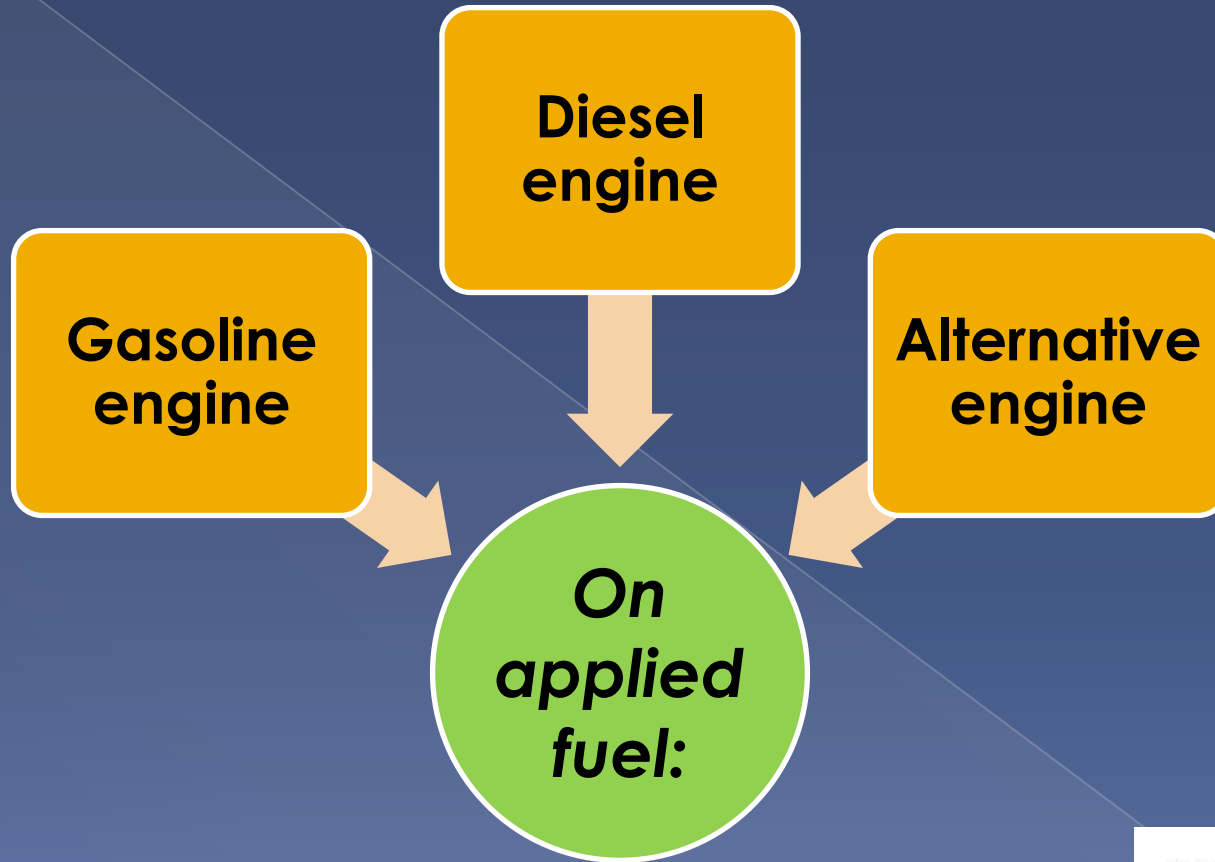 Diesel
engine
Gasoline
engine
Alternative
engine
On
applied
fuel: